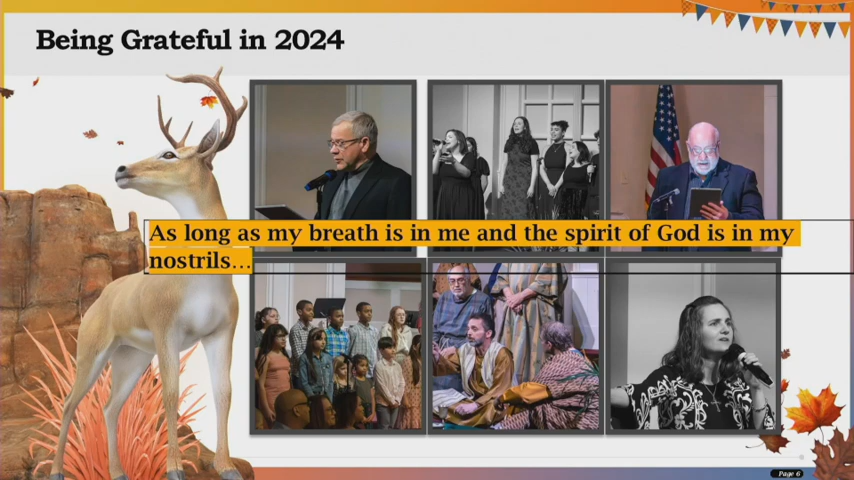 Being Grateful in 2024
As long as my breath is in me and the spirit of God is in my
nostrils…
Page 6